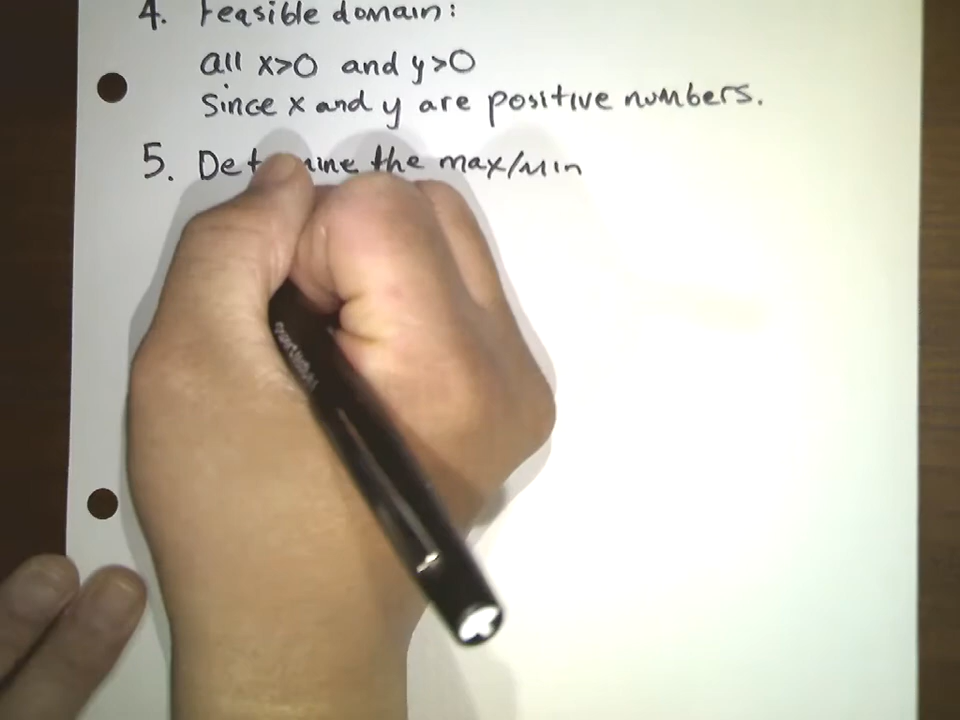 4. Feasible domain:
all x>0 and y>0
Since x and y are positive numbers.
5. the max/min